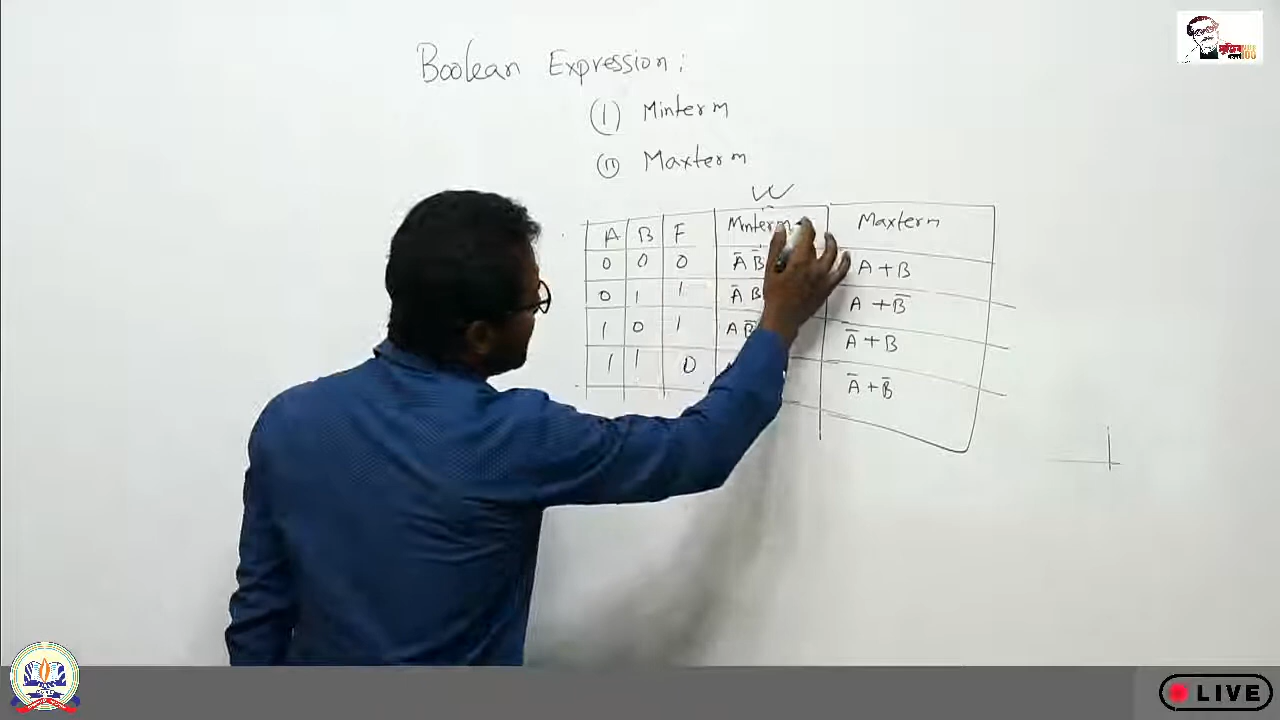 Boolean Expression:
(I) Minterm
(II) Maxterm
A B F Minterm Maxterm
0 0 0 A̅ B̅ A + B
0 1 1 A̅ B A + B̅
1 0 1 A B̅ A̅ + B
1 1 0 A̅ + B̅
LIVE